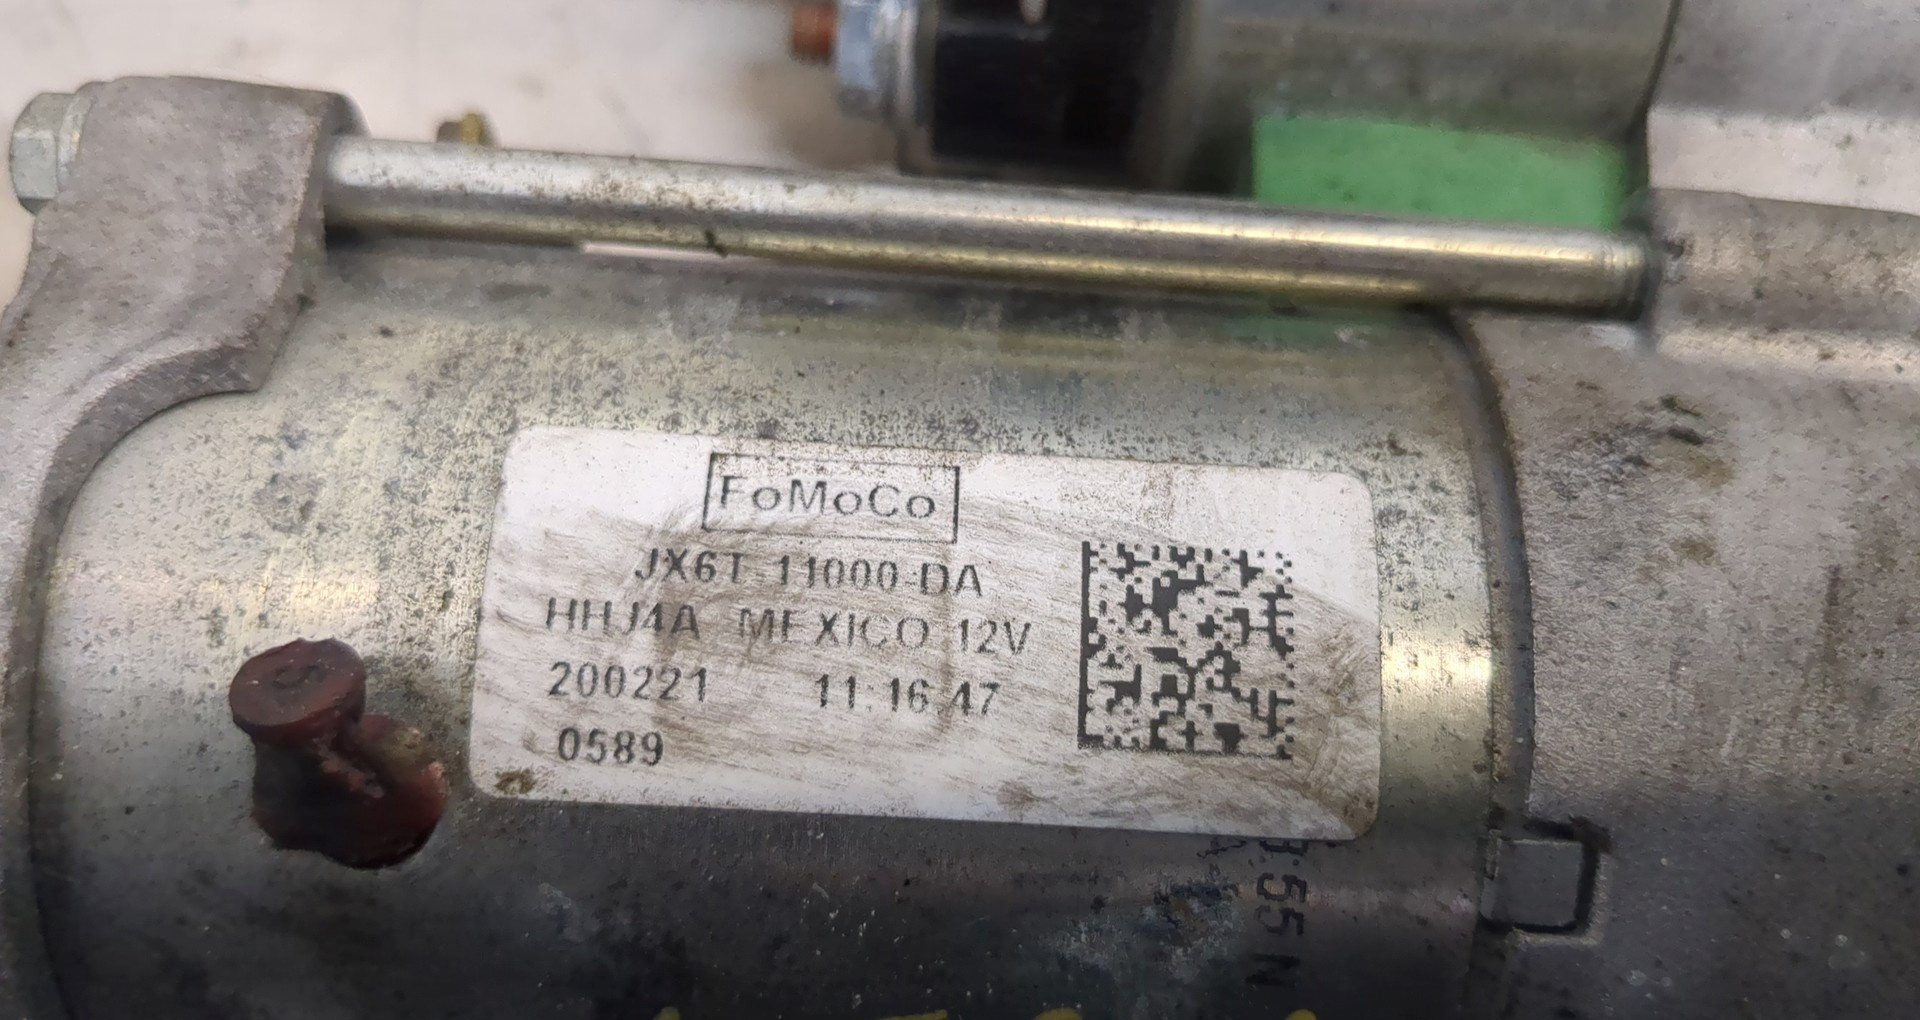 FoMoCo
JX6T-11000-DA
HHJ4A MEXICO 12V
200221 11:16:47
0589